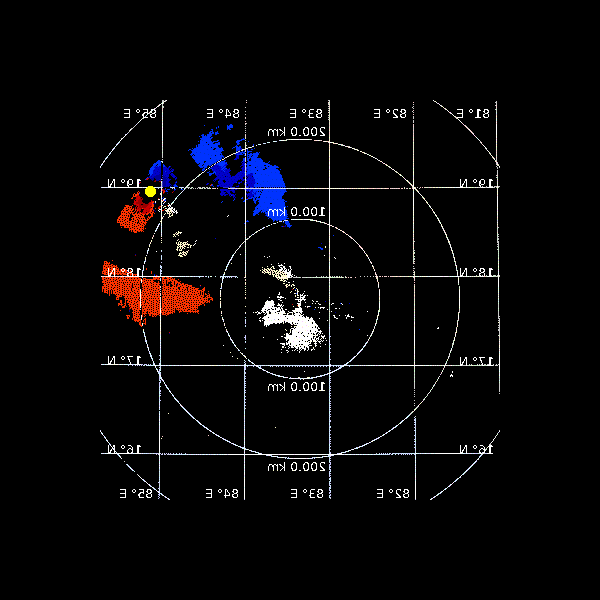 85° E 84° E 83° E 82° E 81° E
200.0 km
19° N 19° N
100.0 km
18° N 18° N
17° N 17° N
100.0 km
16° N 16° N
200.0 km
85° E 84° E 83° E 82° E